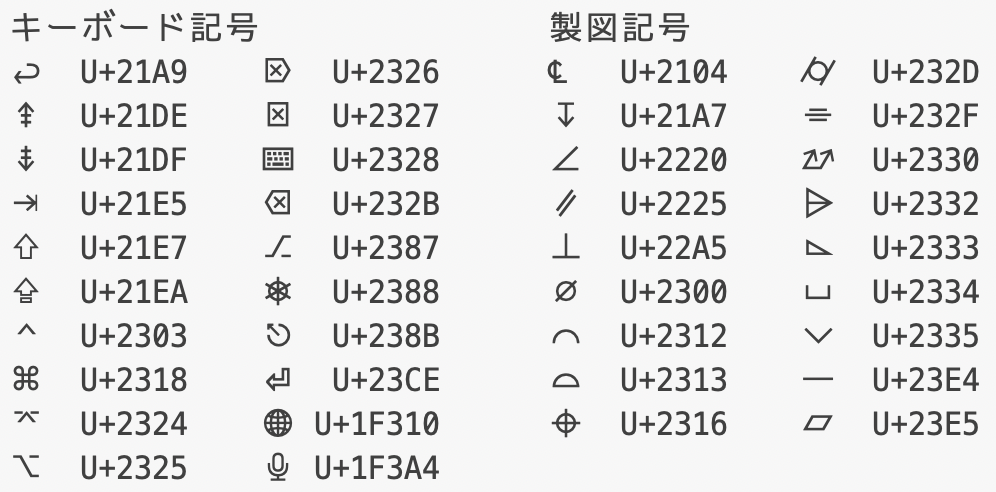 キーボード記号 製図記号
↩ U+21A9 ⌦ U+2326 ℄ U+2104 ⌭ U+232D
⇞ U+21DE ⌧ U+2327 ↧ U+21A7 ⌯ U+232F
⇟ U+21DF ⌨ U+2328 ∠ U+2220 ⌰ U+2330
⇥ U+21E5 ⌫ U+232B ∥ U+2225 ⌲ U+2332
⇧ U+21E7 ⎇ U+2387 ⊥ U+22A5 ⌳ U+2333
⇪ U+21EA ⎈ U+2388 ⌀ U+2300 ⌴ U+2334
⌃ U+2303 ⎋ U+238B ⌒ U+2312 ⌵ U+2335
⌘ U+2318 ⏎ U+23CE ⌓ U+2313 ⏤ U+23E4
⌤ U+2324 🌐 U+1F310 ⌖ U+2316 ⏥ U+23E5
⌥ U+2325 🎤 U+1F3A4